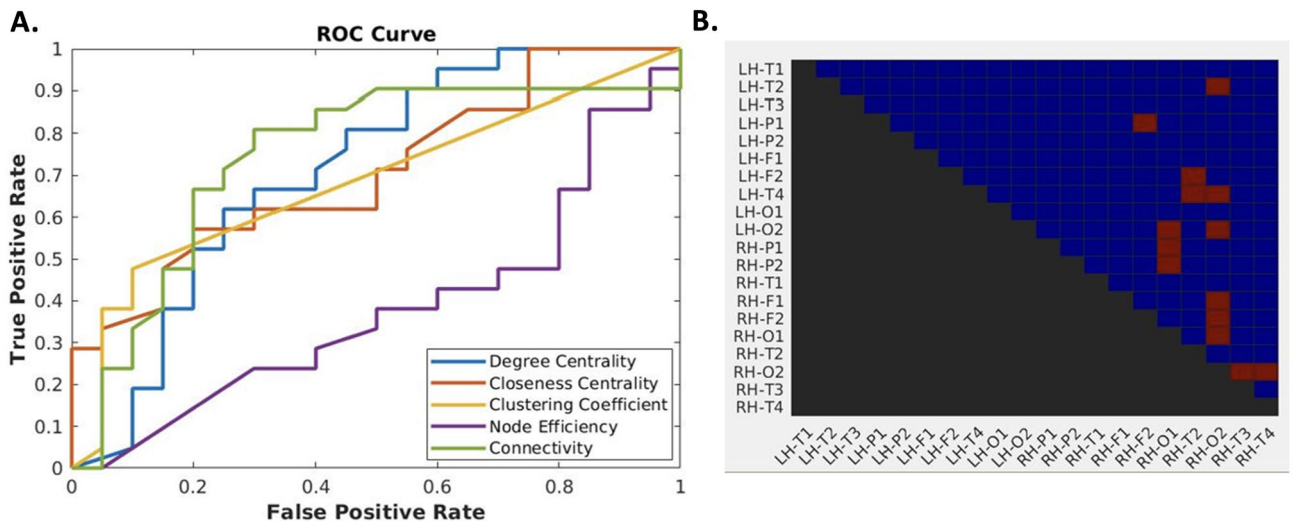 A.
ROC Curve
1
0.9
0.8
0.7
0.6
0.5
0.4
0.3
0.2
0.1
0
True Positive Rate
0 0.2 0.4 0.6 0.8 1
False Positive Rate
Degree Centrality
Closeness Centrality
Clustering Coefficient
Node Efficiency
Connectivity
B.
LH-T1
LH-T2
LH-T3
LH-P1
LH-P2
LH-F1
LH-F2
LH-T4
LH-O1
LH-O2
RH-P1
RH-P2
RH-T1
RH-F1
RH-F2
RH-O1
RH-T2
RH-O2
RH-T3
RH-T4
LH-T1 LH-T2 LH-T3 LH-P1 LH-P2 LH-F1 LH-F2 LH-T4 LH-O1 LH-O2 RH-P1 RH-P2 RH-T1 RH-F1 RH-F2 RH-O1 RH-T2 RH-O2 RH-T3 RH-T4